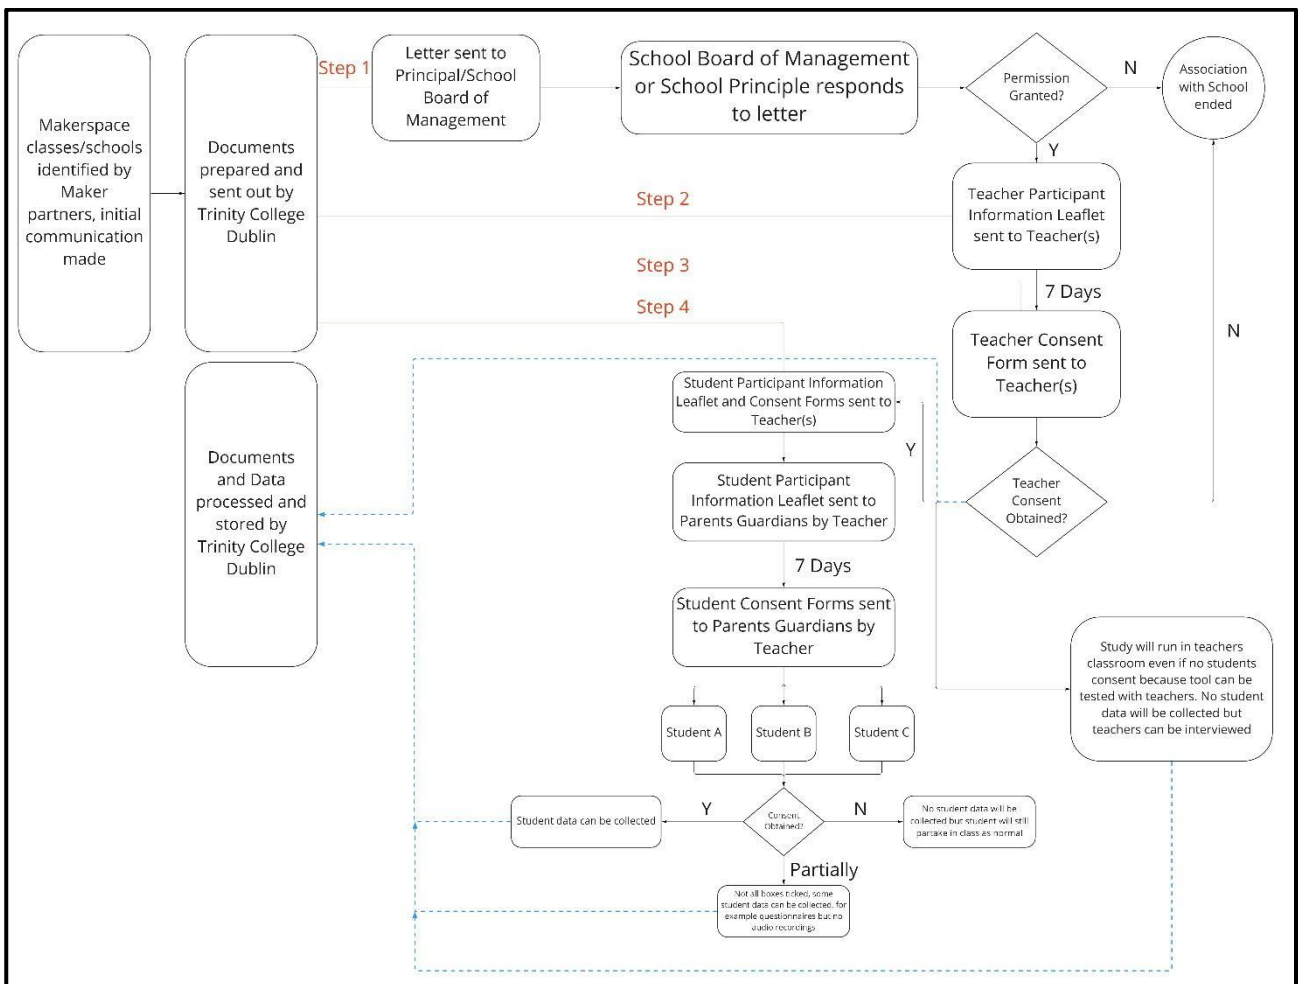 Makerspace
classes/schools
identified by
Maker
partners, initial
communication
made
Documents
prepared and
sent out by
Trinity College
Dublin
Step 1
Letter sent to
Principal/School
Board of
Management
School Board of Management
or School Principle responds
to letter
Permission
Granted?
N
Association
with School
ended
Y
Step 2
Teacher Participant
Information Leaflet
sent to Teacher(s)
Step 3
7 Days
Step 4
Teacher Consent
Form sent to
Teacher(s)
N
Student Participant Information
Leaflet and Consent Forms sent to
Teacher(s)
Y
Teacher
Consent
Obtained?
Documents
and Data
processed and
stored by
Trinity College
Dublin
Student Participant
Information Leaflet sent to
Parents Guardians by Teacher
7 Days
Student Consent Forms sent
to Parents Guardians by
Teacher
Study will run in teachers
classroom even if no students
consent because tool can be
tested with teachers. No student
data will be collected but
teachers can be interviewed
Student A
Student B
Student C
Student data can be collected
Y
Consent
Obtained?
N
No student data will be
collected but student will still
partake in class as normal
Partially
Not all boxes ticked, some
student data can be collected, for
example questionnaires but no
audio recordings